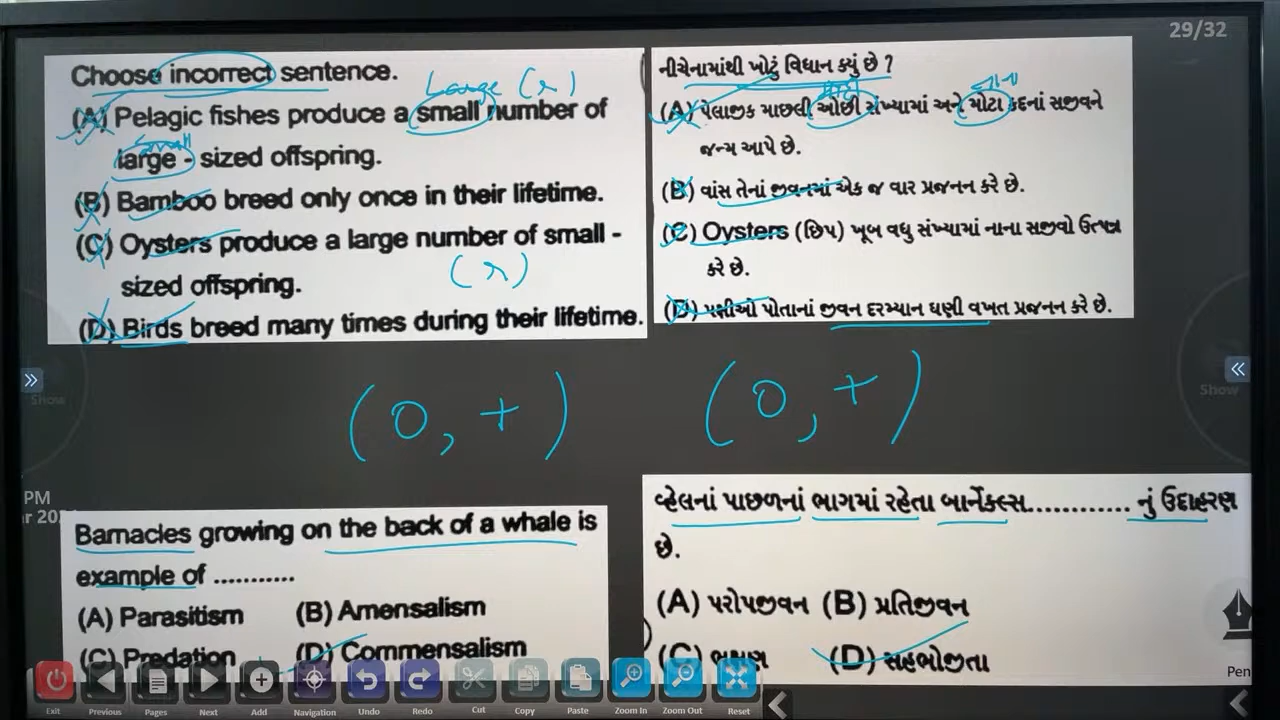 29/32
Choose incorrect sentence.
Large (r)
(A) Pelagic fishes produce a small number of
small
large - sized offspring.
(B) Bamboo breed only once in their lifetime.
(C) Oysters produce a large number of small -
sized offspring.
(r)
(D) Birds breed many times during their lifetime.
નીચેનામાંથી ખોટું વિધાન કયું છે ?
નાના
(A) પેલાજીક માછલી ઓછી સંખ્યામાં અને મોટા કદનાં સજીવને
જન્મ આપે છે.
(B) વાંસ તેનાં જીવનમાં એક જ વાર પ્રજનન કરે છે.
(C) Oysters (છિપ) ખૂબ વધુ સંખ્યામાં નાના સજીવો ઉત્પન્ન
કરે છે.
(D) પક્ષીઓ પોતાનાં જીવન દરમ્યાન ઘણી વખત પ્રજનન કરે છે.
(0, +)
(0, +)
Show
Show
PM
Barnacles growing on the back of a whale is
example of ...........
(A) Parasitism (B) Amensalism
(C) Predation (D) Commensalism
વ્હેલનાં પાછળનાં ભાગમાં રહેતા બાર્નેકલ્સ............ નું ઉદાહરણ
છે.
(A) પરોપજીવન (B) પ્રતિજીવન
(C) ભક્ષણ (D) સહભોજીતા
Pen
Exit Previous Pages Next Add Navigation Undo Redo Cut Copy Paste Zoom In Zoom Out Reset